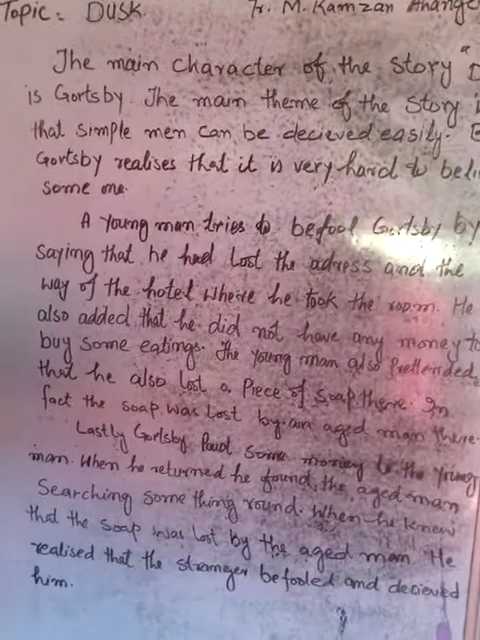 Topic: DUSK. Tr. M. Ramzan Ahange
The main character of the story "D
is Gortsby. The main theme of the story i
that simple men can be decieved easily.
Gortsby realises that it is very hard to beli
some one.
A young man tries to befool Gortsby by
saying that he had lost the adress and the
way of the hotel where he took the room. He
also added that he did not have any money to
buy some eatings. The young man also Prettended
that he also lost a Piece of soap there. In
fact the soap was lost by an aged man there.
Lastly Gortsby Paid some money to the young
man. When he returned he found, the aged man
Searching some thing round. When he knew
that the soap was lost by the aged man. He
realised that the stranger befooled and decieved
him.